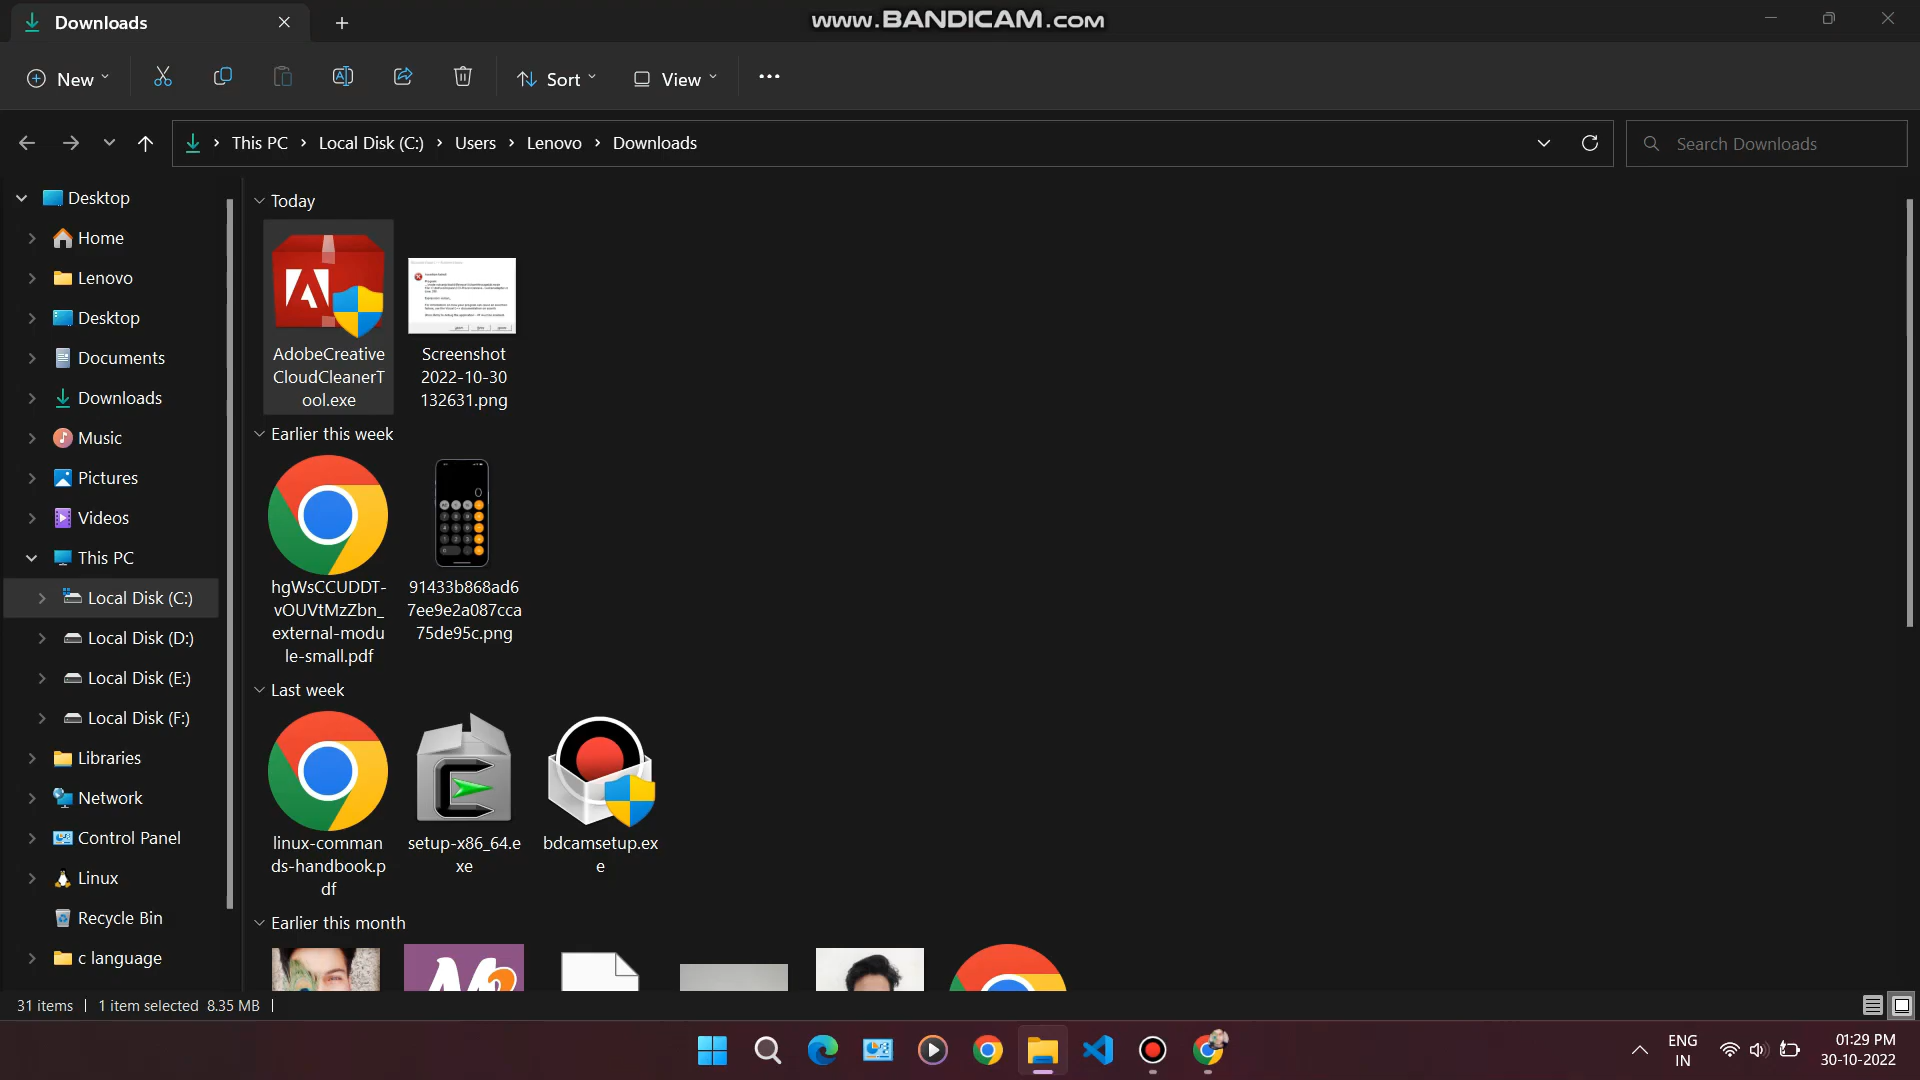 Downloads
www.BANDICAM.com
New
Sort
View
This PC
Local Disk (C:)
Users
Lenovo
Downloads
Search Downloads
Desktop
Home
Lenovo
Desktop
Documents
Downloads
Music
Pictures
Videos
This PC
Local Disk (C:)
Local Disk (D:)
Local Disk (E:)
Local Disk (F:)
Libraries
Network
Control Panel
Linux
Recycle Bin
c language
Today
AdobeCreative
CloudCleanerT
ool.exe
Screenshot
2022-10-30
132631.png
Earlier this week
hgWsCCUDDT-
vOUVtMzZbn_
external-modu
le-small.pdf
91433b868ad6
7ee9e2a087cca
75de95c.png
Last week
linux-comman
ds-handbook.p
df
setup-x86_64.e
xe
bdcamsetup.ex
e
Earlier this month
31 items
1 item selected 8.35 MB
ENG
IN
01:29 PM
30-10-2022